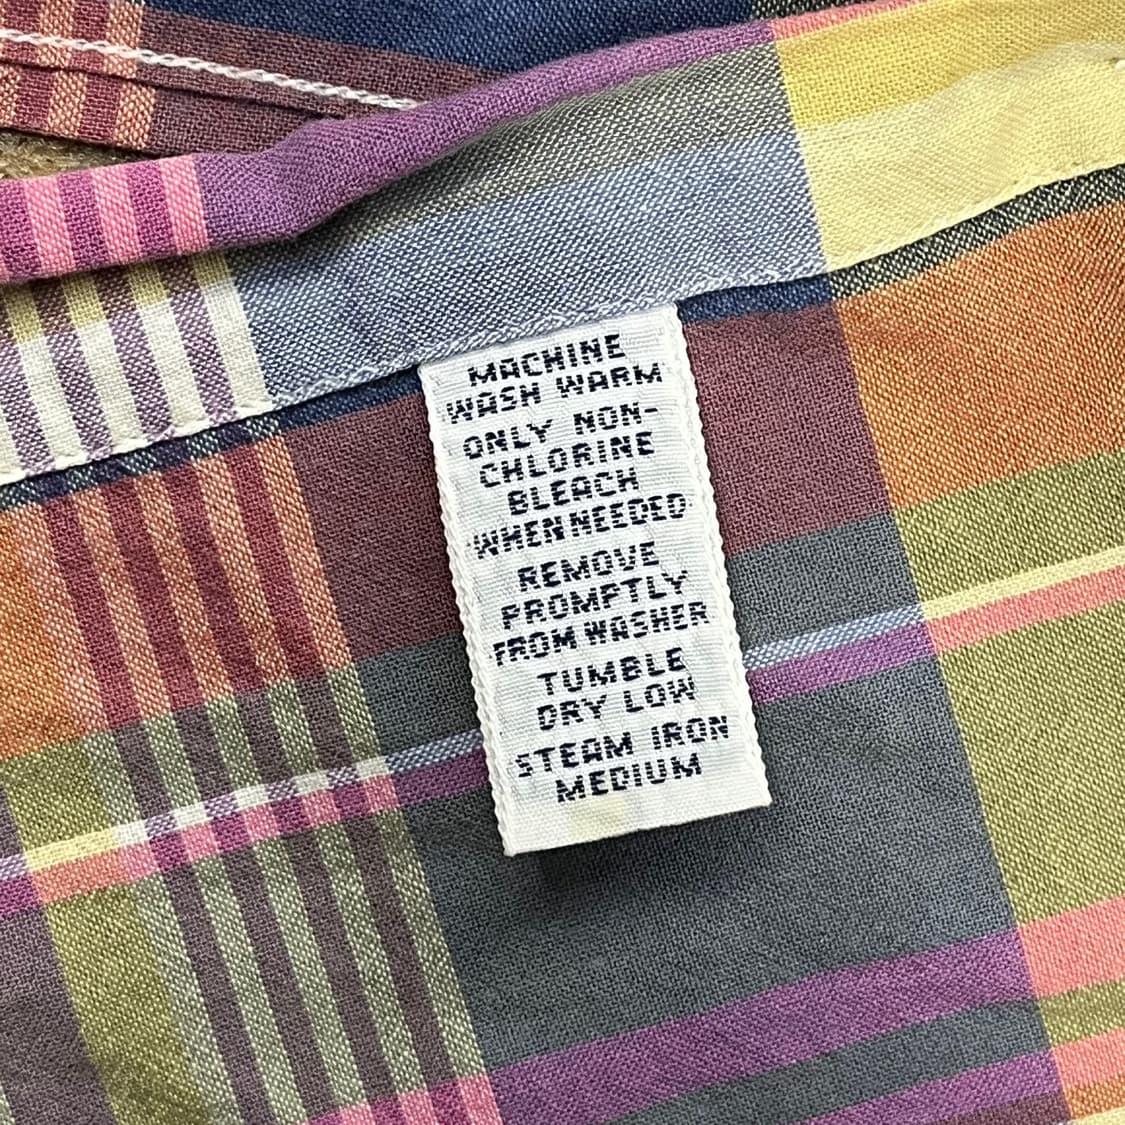 MACHINE
WASH WARM
ONLY NON-
CHLORINE
BLEACH
WHEN NEEDED
REMOVE
PROMPTLY
FROM WASHER
TUMBLE
DRY LOW
STEAM IRON
MEDIUM